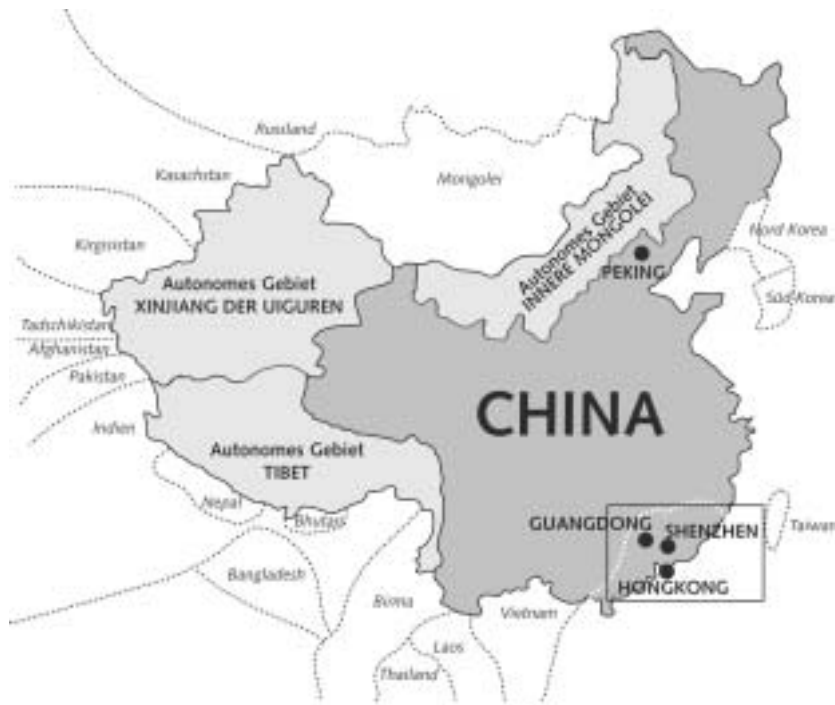 Russland
Kasachstan
Mongolei
Kirgisistan
Autonomes Gebiet
INNERE MONGOLEI
Nord Korea
PEKING
Autonomes Gebiet
XINJIANG DER UIGUREN
Süd-Korea
Tadschikistan
Afghanistan
Pakistan
CHINA
Indien
Autonomes Gebiet
TIBET
Nepal
Bhutan
GUANGDONG
SHENZHEN
Taiwan
Bangladesh
HONGKONG
Birma
Vietnam
Laos
Thailand